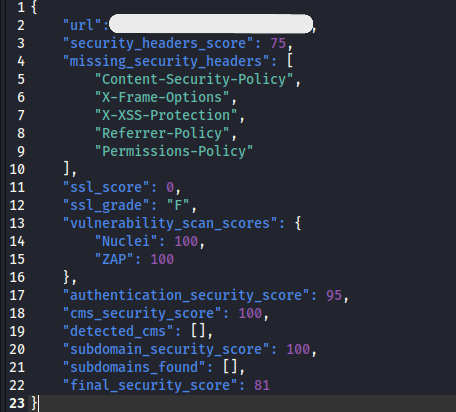 1 {
2 "url": ,
3 "security_headers_score": 75,
4 "missing_security_headers": [
5 "Content-Security-Policy",
6 "X-Frame-Options",
7 "X-XSS-Protection",
8 "Referrer-Policy",
9 "Permissions-Policy"
10 ],
11 "ssl_score": 0,
12 "ssl_grade": "F",
13 "vulnerability_scan_scores": {
14 "Nuclei": 100,
15 "ZAP": 100
16 },
17 "authentication_security_score": 95,
18 "cms_security_score": 100,
19 "detected_cms": [],
20 "subdomain_security_score": 100,
21 "subdomains_found": [],
22 "final_security_score": 81
23 }